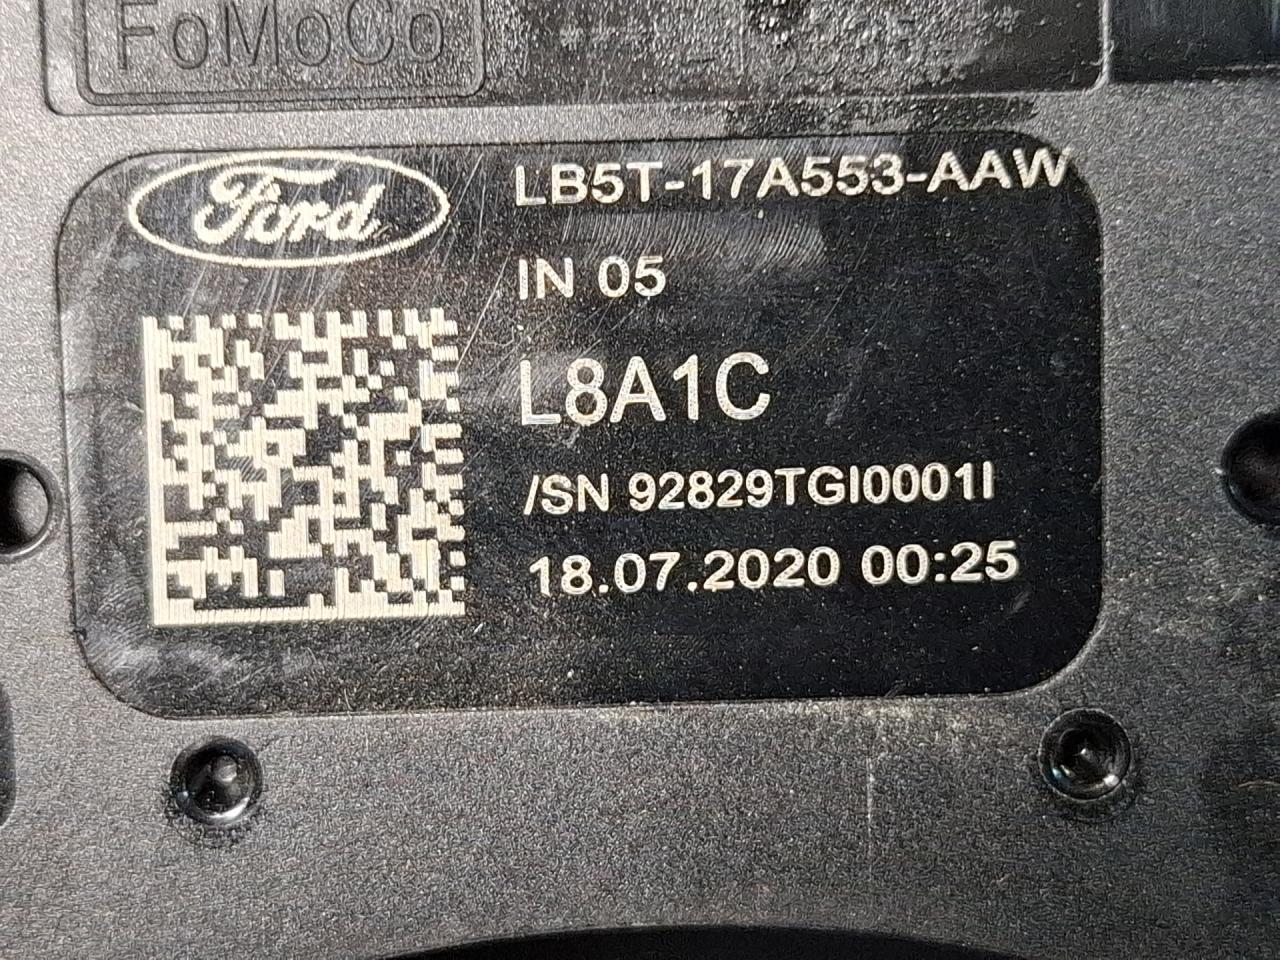 FoMoCo
Ford
LB5T-17A553-AAW
IN 05
L8A1C
/SN 92829TGI0001I
18.07.2020 00:25